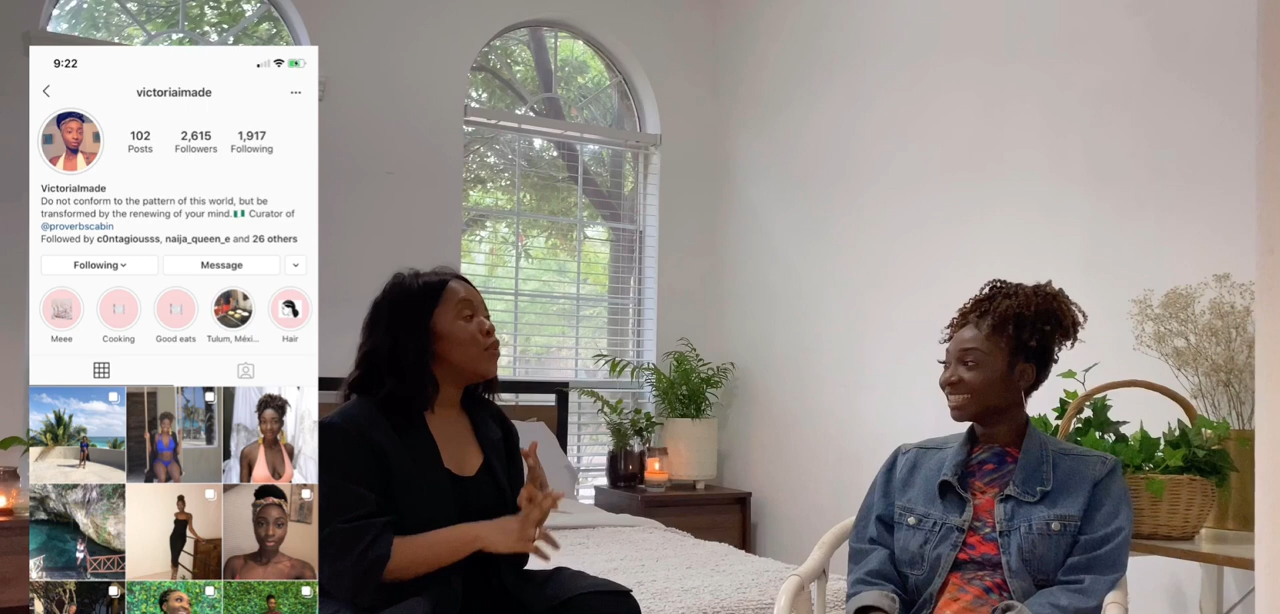 9:22
victoriaimade
102
2,615
1,917
Posts
Followers
Following
VictoriaImade
Do not conform to the pattern of this world, but be
transformed by the renewing of your mind.🇳🇬 Curator of
@proverbscabin
Followed by c0ntagiousss, naija_queen_e and 26 others
Following
Message
Meee
Cooking
Good eats
Tulum, Méxi...
Hair